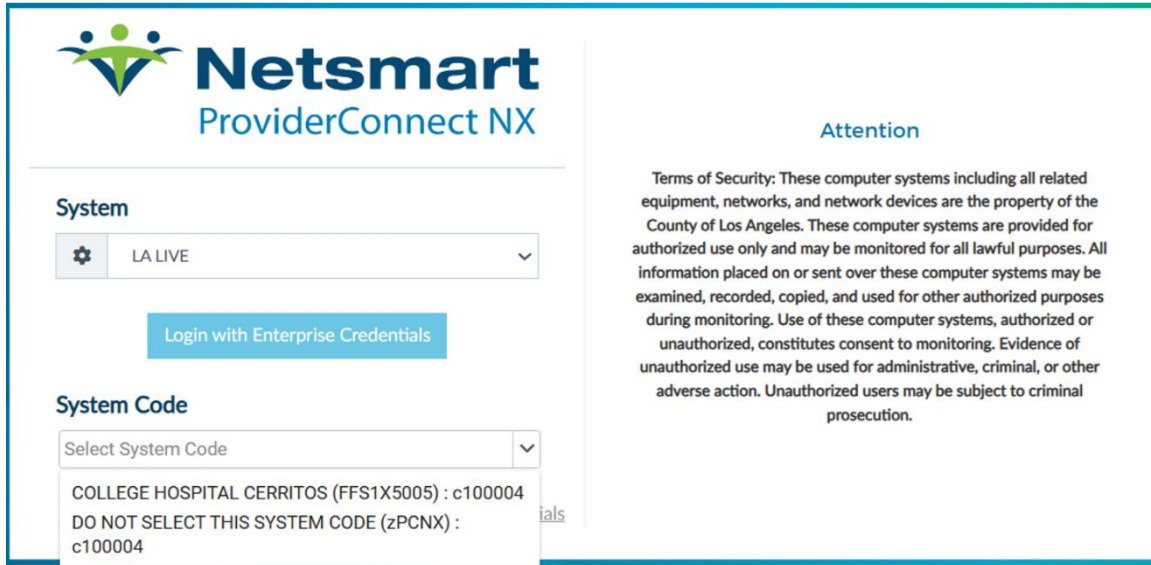 Netsmart
ProviderConnect NX
System
LA LIVE
Login with Enterprise Credentials
System Code
Select System Code
COLLEGE HOSPITAL CERRITOS (FFS1X5005) : c100004
DO NOT SELECT THIS SYSTEM CODE (zPCNX) :
c100004
ials
Attention
Terms of Security: These computer systems including all related
equipment, networks, and network devices are the property of the
County of Los Angeles. These computer systems are provided for
authorized use only and may be monitored for all lawful purposes. All
information placed on or sent over these computer systems may be
examined, recorded, copied, and used for other authorized purposes
during monitoring. Use of these computer systems, authorized or
unauthorized, constitutes consent to monitoring. Evidence of
unauthorized use may be used for administrative, criminal, or other
adverse action. Unauthorized users may be subject to criminal
prosecution.